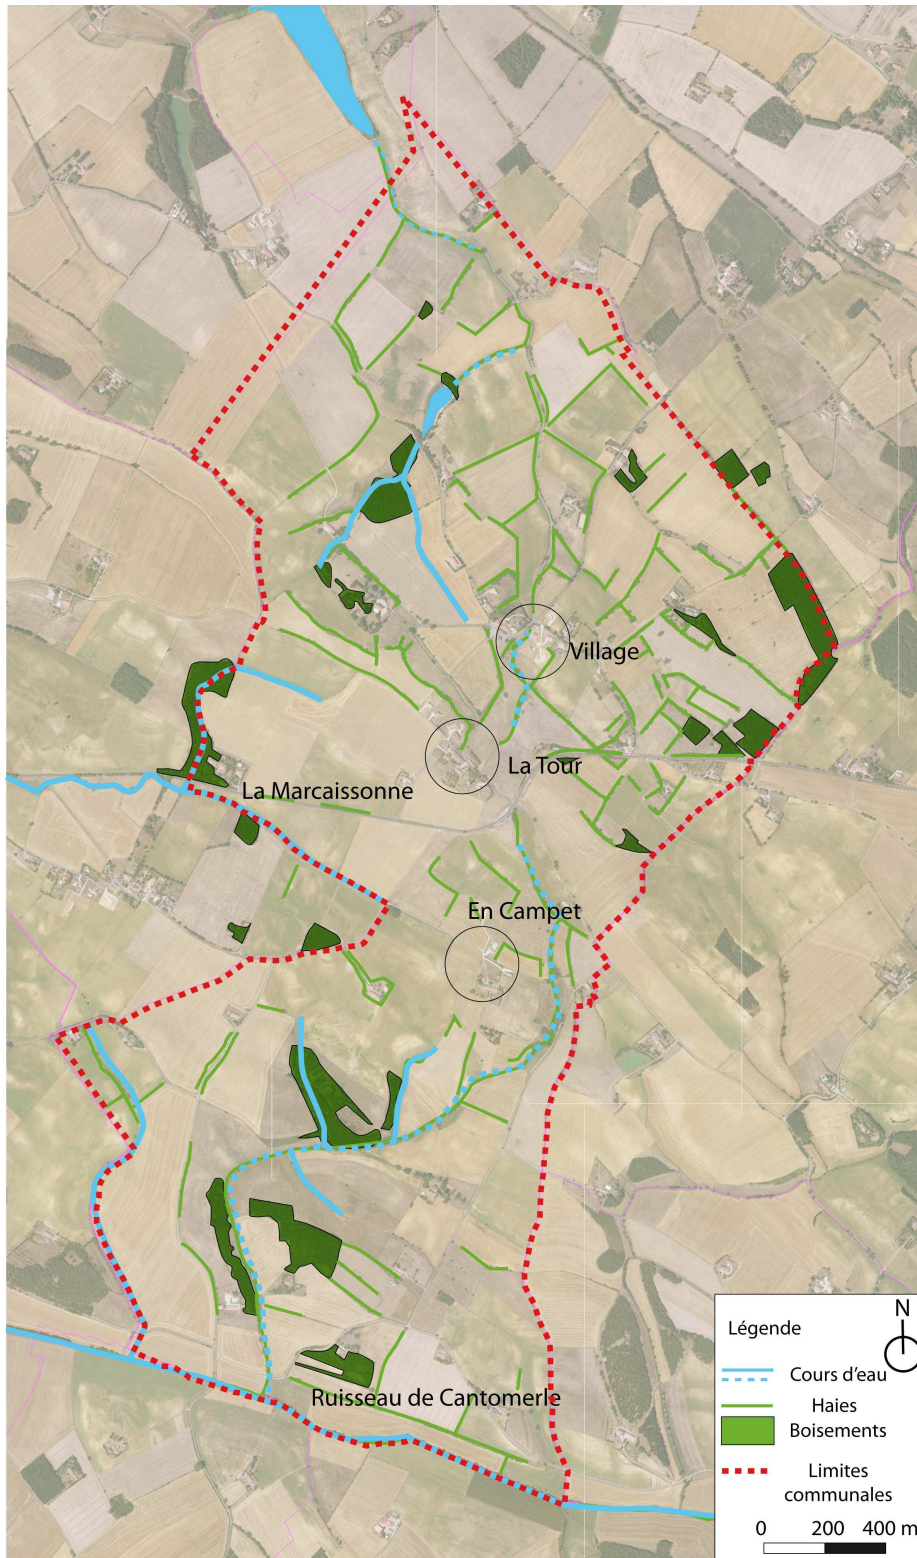 Village
La Tour
La Marcaissonne
En Campet
Ruisseau de Cantomerle
N
Légende
Cours d'eau
Haies
Boisements
Limites
communales
0 200 400 m